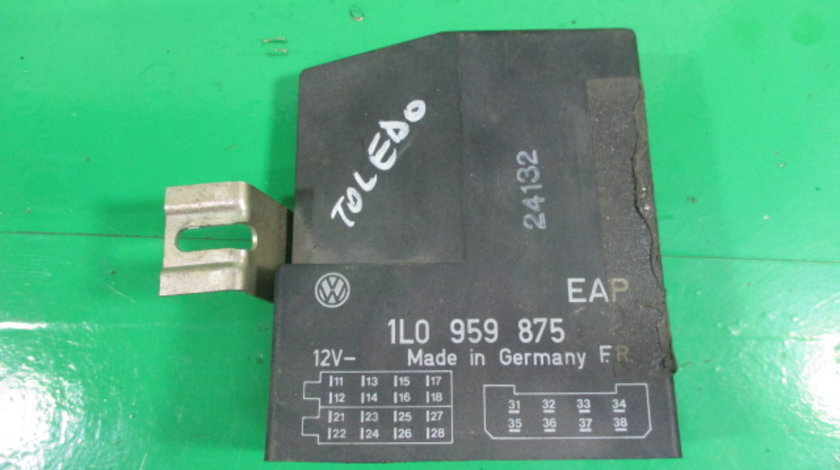 TOLEDO
24132
EAP
1L0 959 875
12V- Made in Germany F.R
11 13 15 17
12 14 16 18
21 23 25 27
22 24 26 28
31 32 33 34
35 36 37 38